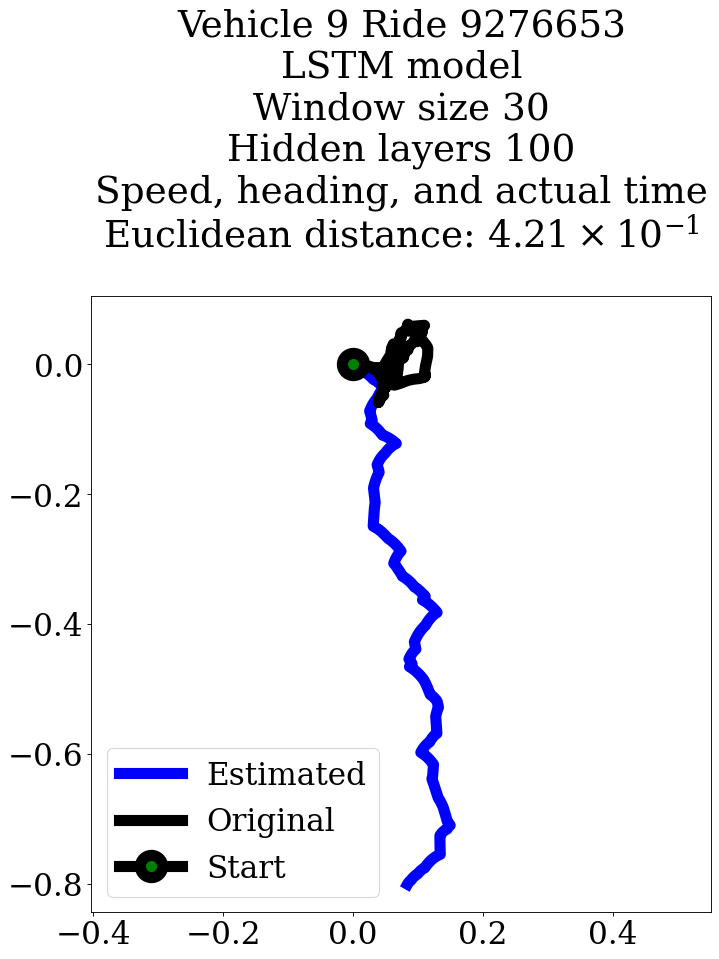 Vehicle 9 Ride 9276653
LSTM model
Window size 30
Hidden layers 100
Speed, heading, and actual time
Euclidean distance: 4.21 × 10⁻¹
0.0
−0.2
−0.4
−0.6
−0.8
Estimated
Original
Start
−0.4 −0.2 0.0 0.2 0.4